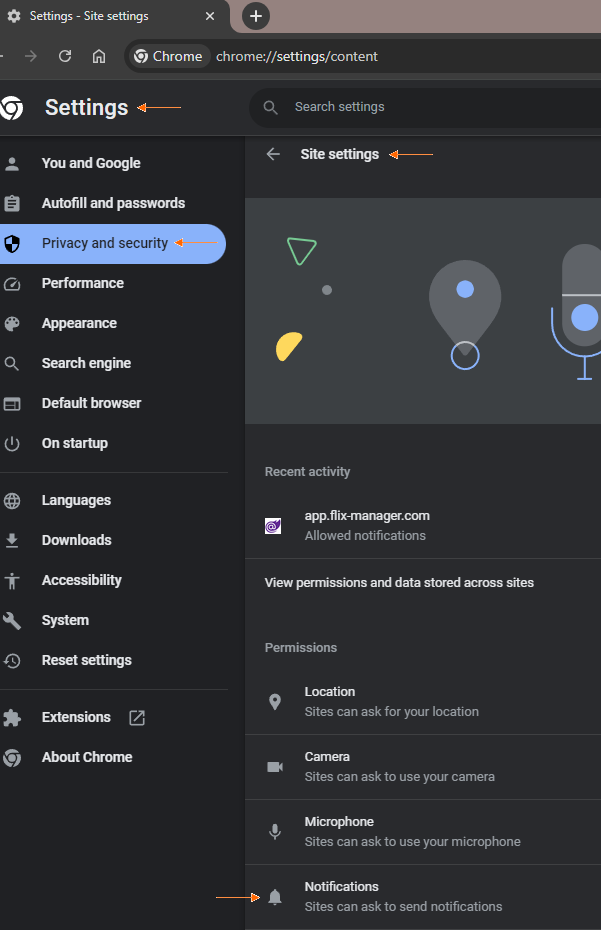 Settings - Site settings
Chrome
chrome://settings/content
Settings
Search settings
You and Google
Autofill and passwords
Privacy and security
Performance
Appearance
Search engine
Default browser
On startup
Languages
Downloads
Accessibility
System
Reset settings
Extensions
About Chrome
Site settings
Recent activity
app.flix-manager.com
Allowed notifications
View permissions and data stored across sites
Permissions
Location
Sites can ask for your location
Camera
Sites can ask to use your camera
Microphone
Sites can ask to use your microphone
Notifications
Sites can ask to send notifications